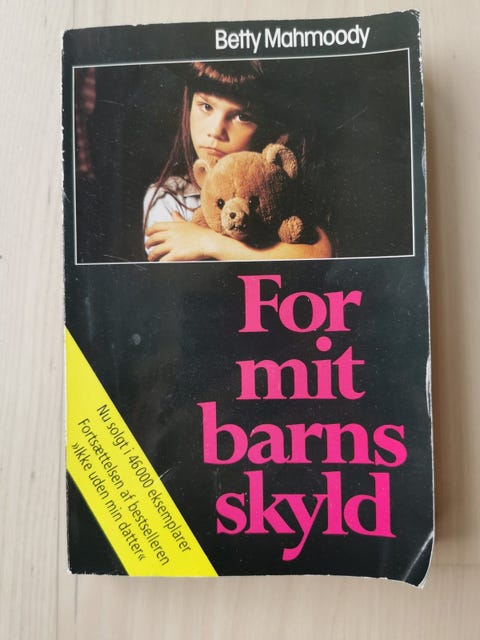 Betty Mahmoody
For
mit
barns
skyld
Nu solgt i 46000 eksemplarer
Fortsættelsen af bestselleren
»Ikke uden min datter«